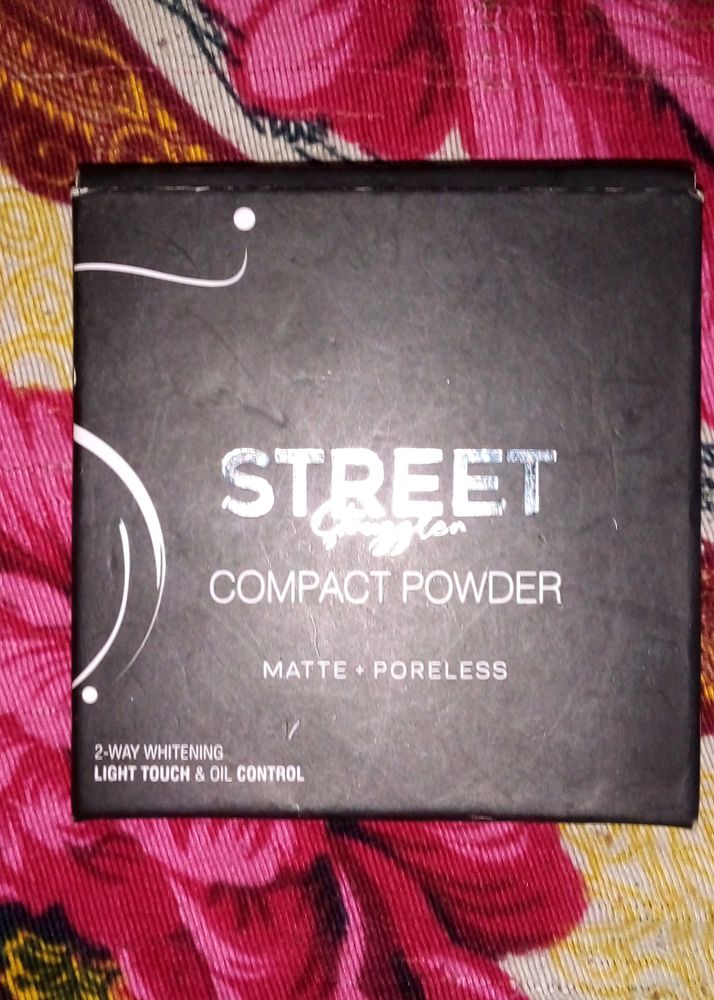 STREET
COMPACT POWDER
MATTE + PORELESS
2-WAY WHITENING
LIGHT TOUCH & OIL CONTROL